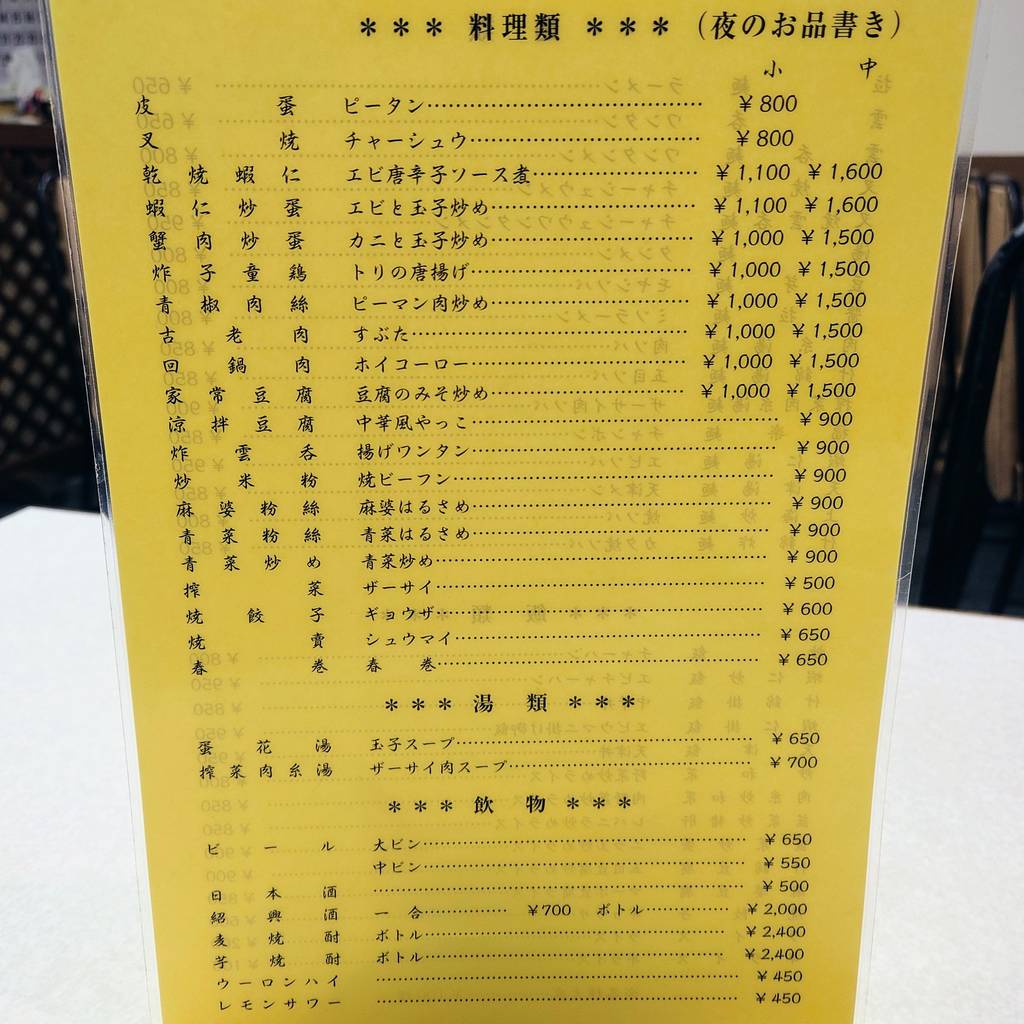 ＊＊＊ 料理類 ＊＊＊ （夜のお品書き）
小 中
皮蛋 ピータン ￥800
叉焼 チャーシュウ ￥800
乾焼蝦仁 エビ唐辛子ソース煮 ￥1,100 ￥1,600
蝦仁炒蛋 エビと玉子炒め ￥1,100 ￥1,600
蟹肉炒蛋 カニと玉子炒め ￥1,000 ￥1,500
炸子童鶏 トリの唐揚げ ￥1,000 ￥1,500
青椒肉絲 ピーマン肉炒め ￥1,000 ￥1,500
古老肉 すぶた ￥1,000 ￥1,500
回鍋肉 ホイコーロー ￥1,000 ￥1,500
家常豆腐 豆腐のみそ炒め ￥1,000 ￥1,500
涼拌豆腐 中華風やっこ ￥900
炸雲呑 揚げワンタン ￥900
炒米粉 焼ビーフン ￥900
麻婆粉絲 麻婆はるさめ ￥900
青菜粉絲 青菜はるさめ ￥900
青菜炒め 青菜炒め ￥900
搾菜 ザーサイ ￥500
焼餃子 ギョウザ ￥600
焼賣 シュウマイ ￥650
春巻 春巻 ￥650
＊＊＊ 湯類 ＊＊＊
蛋花湯 玉子スープ ￥650
搾菜肉糸湯 ザーサイ肉スープ ￥700
＊＊＊ 飲物 ＊＊＊
ビール 大ビン ￥650
中ビン ￥550
日本酒 ￥500
紹興酒 一合 ￥700 ボトル ￥2,000
麦焼酎 ボトル ￥2,400
芋焼酎 ボトル ￥2,400
ウーロンハイ ￥450
レモンサワー ￥450